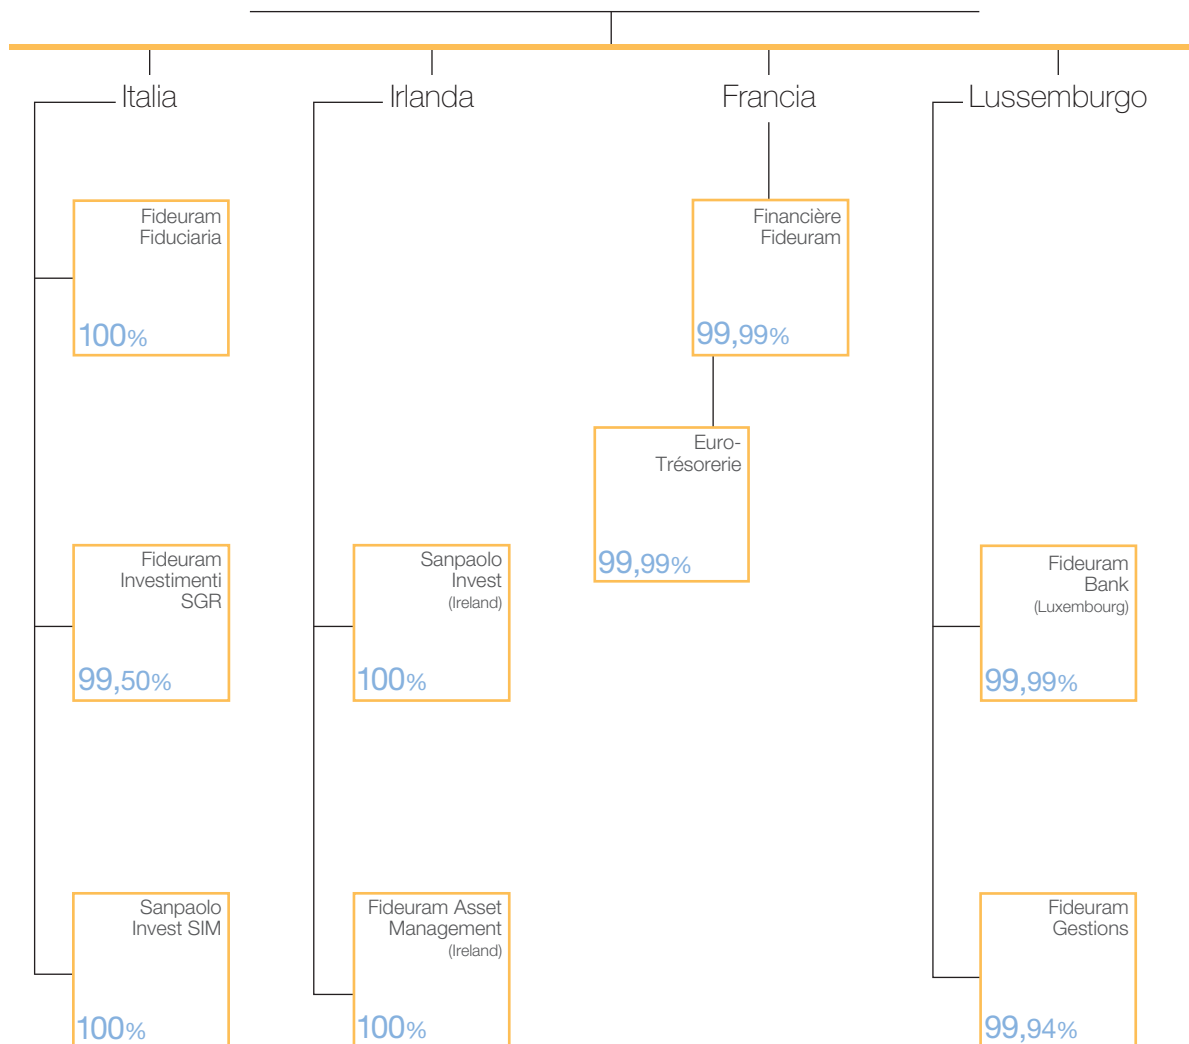 Italia
Irlanda
Francia
Lussemburgo
Fideuram
Fiduciaria
100%
Financière
Fideuram
99,99%
Euro-
Trésorerie
99,99%
Fideuram
Investimenti
SGR
99,50%
Sanpaolo
Invest
(Ireland)
100%
Fideuram
Bank
(Luxembourg)
99,99%
Sanpaolo
Invest SIM
100%
Fideuram Asset
Management
(Ireland)
100%
Fideuram
Gestions
99,94%